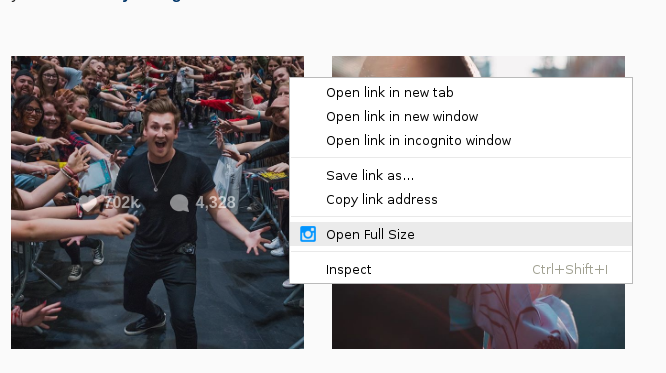 702k
4,328
Open link in new tab
Open link in new window
Open link in incognito window
Save link as...
Copy link address
Open Full Size
Inspect Ctrl+Shift+I